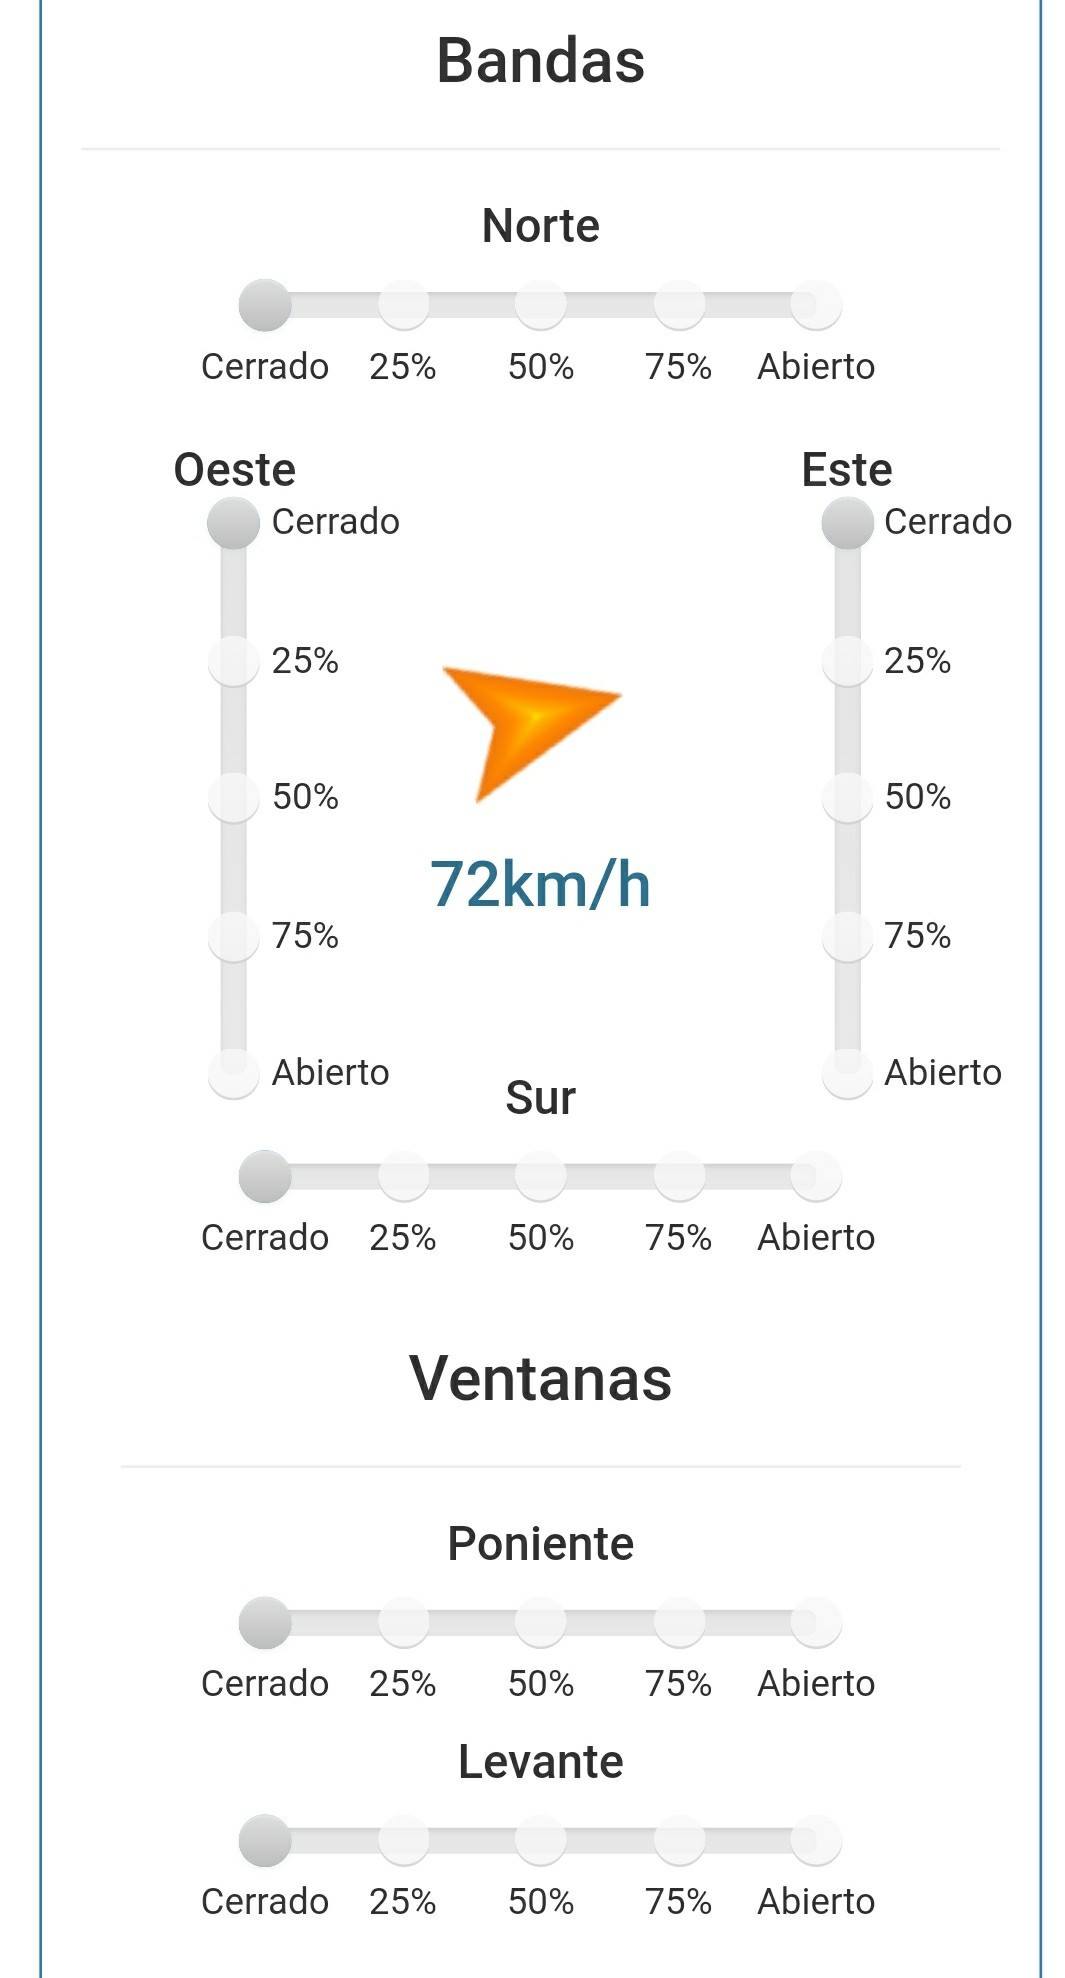 Bandas
Norte
Cerrado 25% 50% 75% Abierto
Oeste Este
Cerrado Cerrado
25% 25%
50% 50%
72km/h
75% 75%
Abierto Abierto
Sur
Cerrado 25% 50% 75% Abierto
Ventanas
Poniente
Cerrado 25% 50% 75% Abierto
Levante
Cerrado 25% 50% 75% Abierto